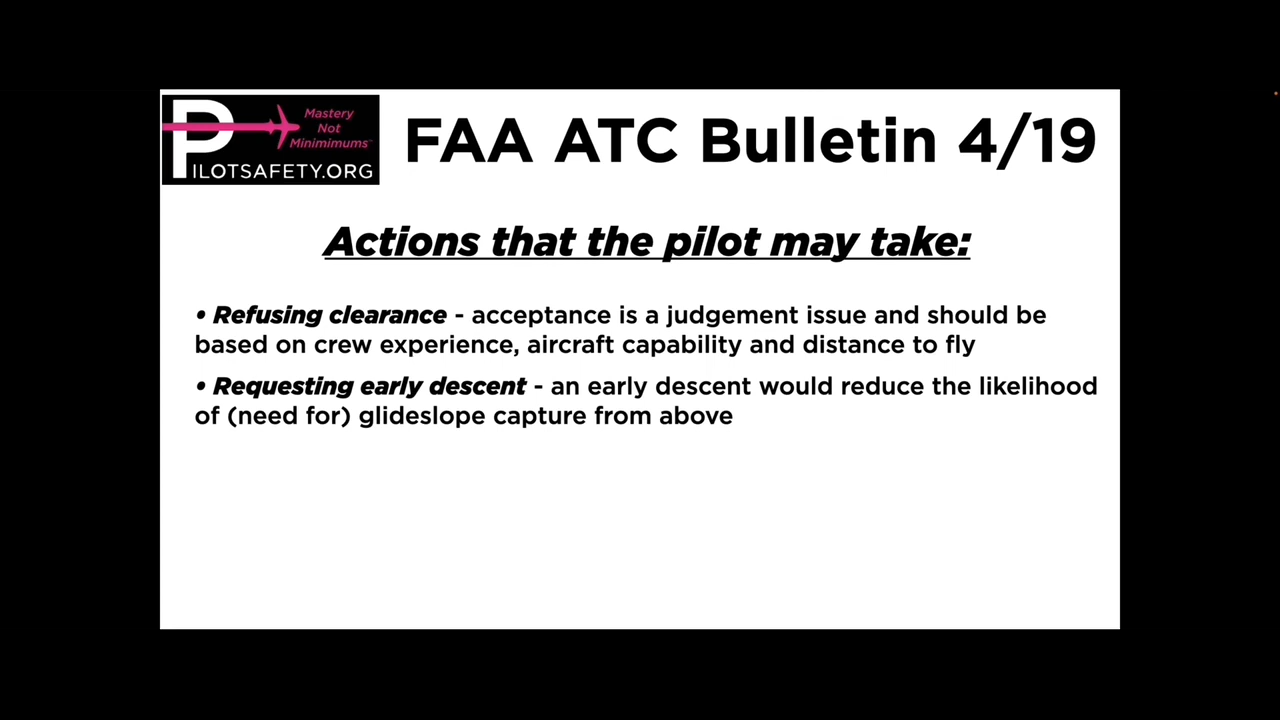 P
Mastery
Not
Minimimums™
ILOTSAFETY.ORG
FAA ATC Bulletin 4/19
Actions that the pilot may take:
• Refusing clearance - acceptance is a judgement issue and should be
based on crew experience, aircraft capability and distance to fly
• Requesting early descent - an early descent would reduce the likelihood
of (need for) glideslope capture from above